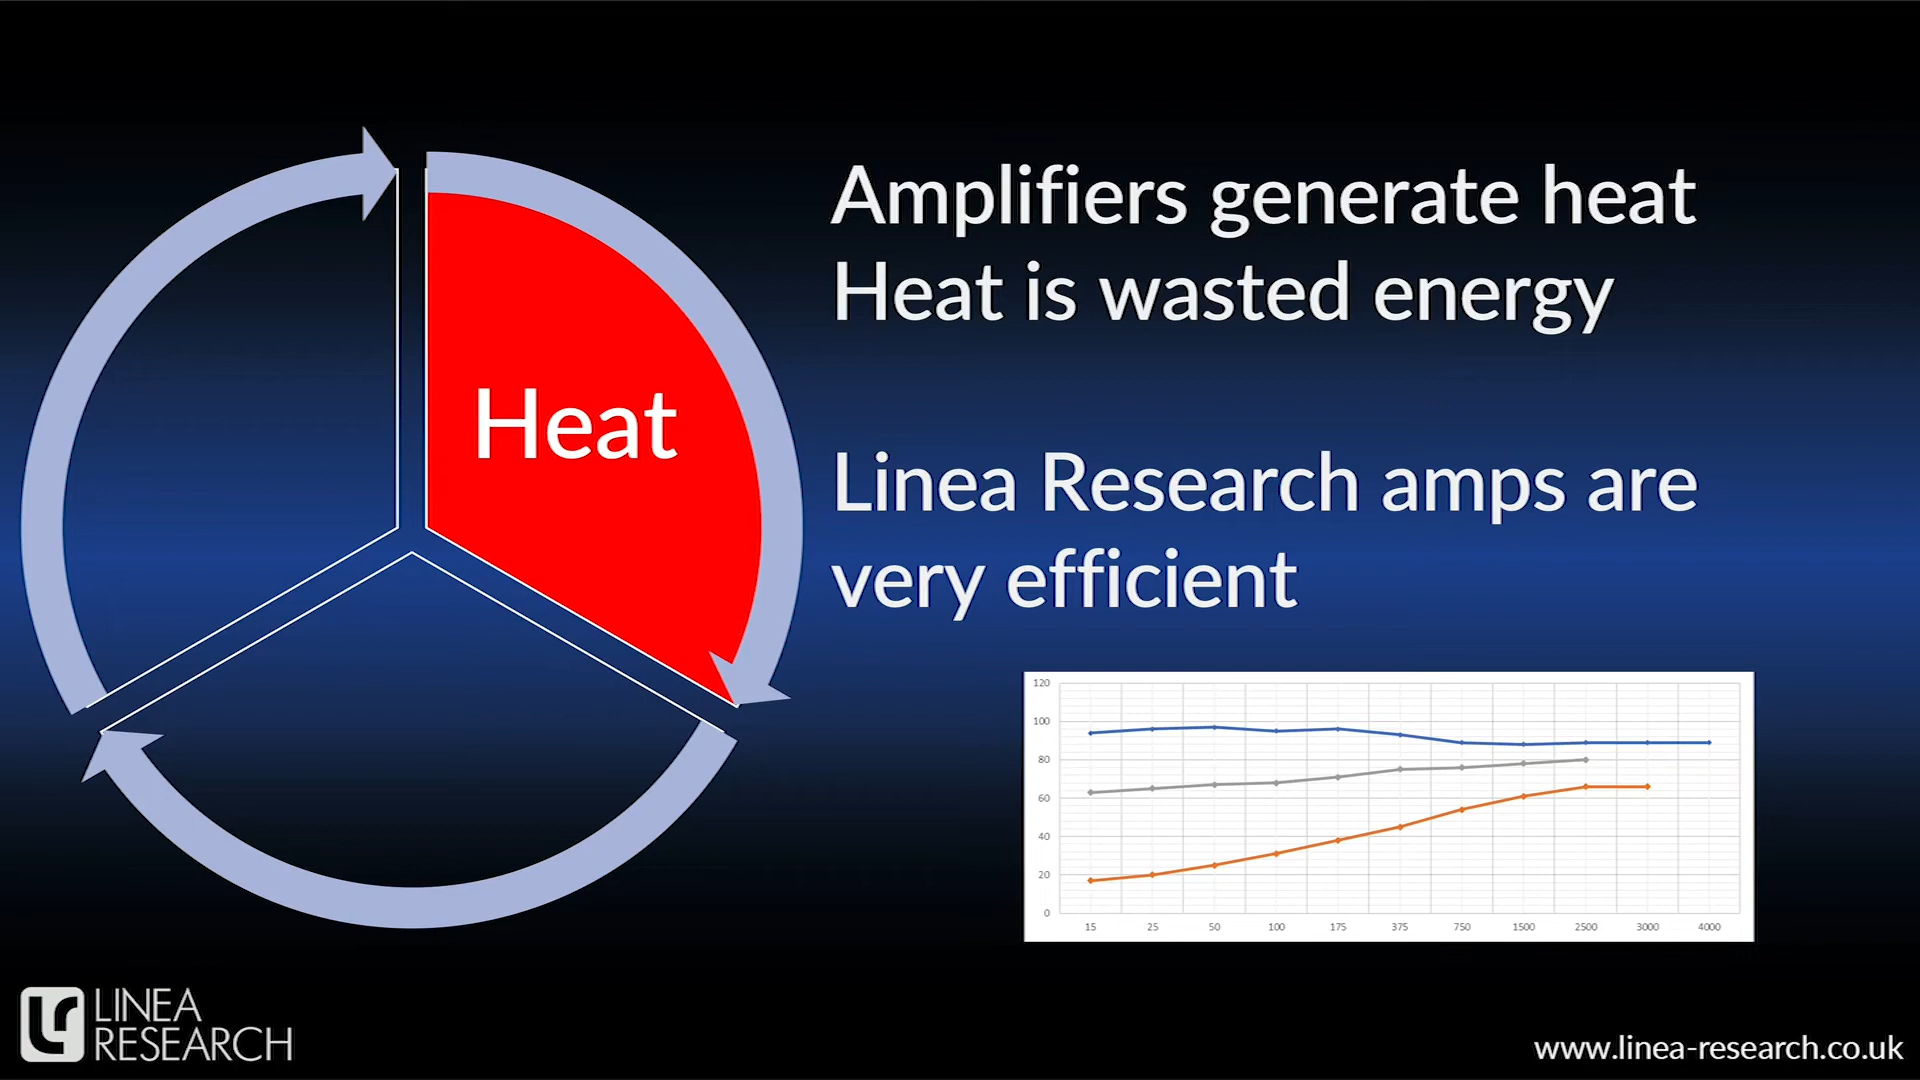 Heat
Amplifiers generate heat
Heat is wasted energy
Linea Research amps are
very efficient
120
100
80
60
40
20
0
15 25 50 100 175 375 750 1500 2500 3000 4000
LINEA
RESEARCH
www.linea-research.co.uk